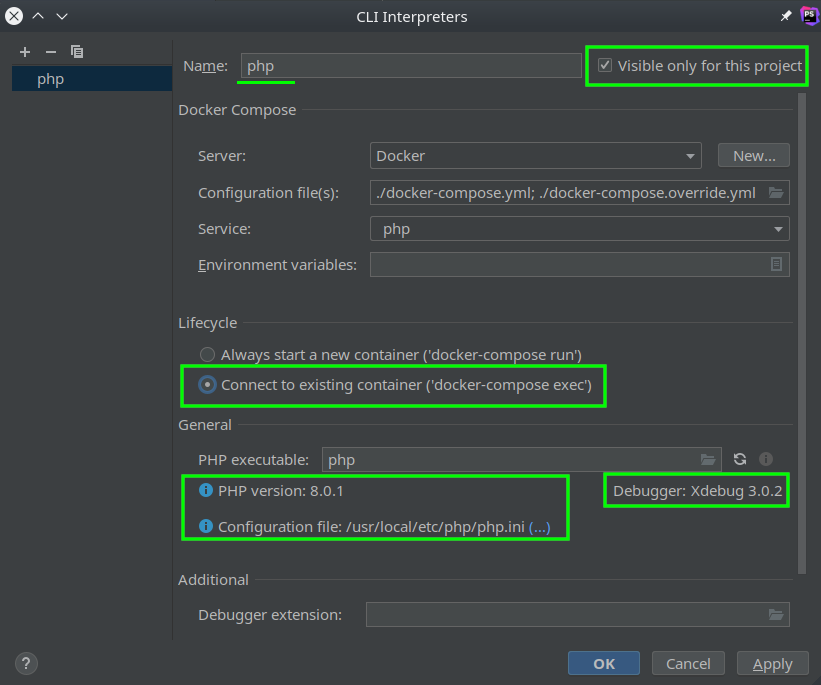 CLI Interpreters
PS
php
Name: php
Visible only for this project
Docker Compose
Server: Docker New...
Configuration file(s): ./docker-compose.yml; ./docker-compose.override.yml
Service: php
Environment variables:
Lifecycle
Always start a new container ('docker-compose run')
Connect to existing container ('docker-compose exec')
General
PHP executable: php
PHP version: 8.0.1 Debugger: Xdebug 3.0.2
Configuration file: /usr/local/etc/php/php.ini (...)
Additional
Debugger extension:
? OK Cancel Apply